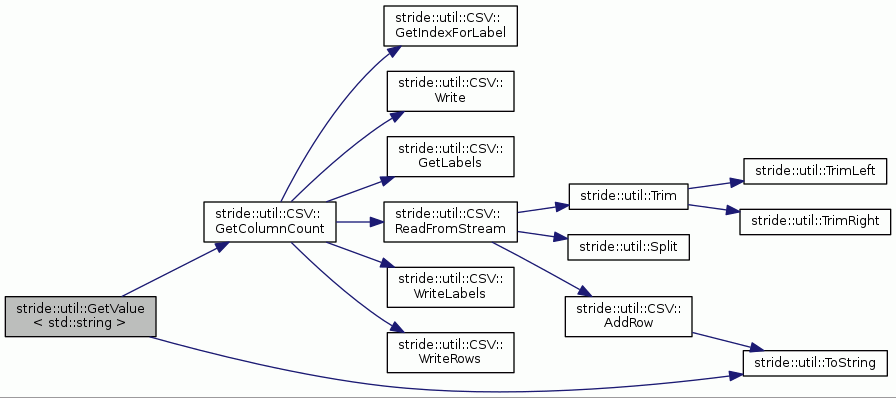 stride::util::CSV::
GetIndexForLabel
stride::util::CSV::
Write
stride::util::CSV::
GetLabels
stride::util::TrimLeft
stride::util::Trim
stride::util::CSV::
GetColumnCount
stride::util::CSV::
ReadFromStream
stride::util::TrimRight
stride::util::Split
stride::util::CSV::
WriteLabels
stride::util::GetValue
< std::string >
stride::util::CSV::
AddRow
stride::util::CSV::
WriteRows
stride::util::ToString